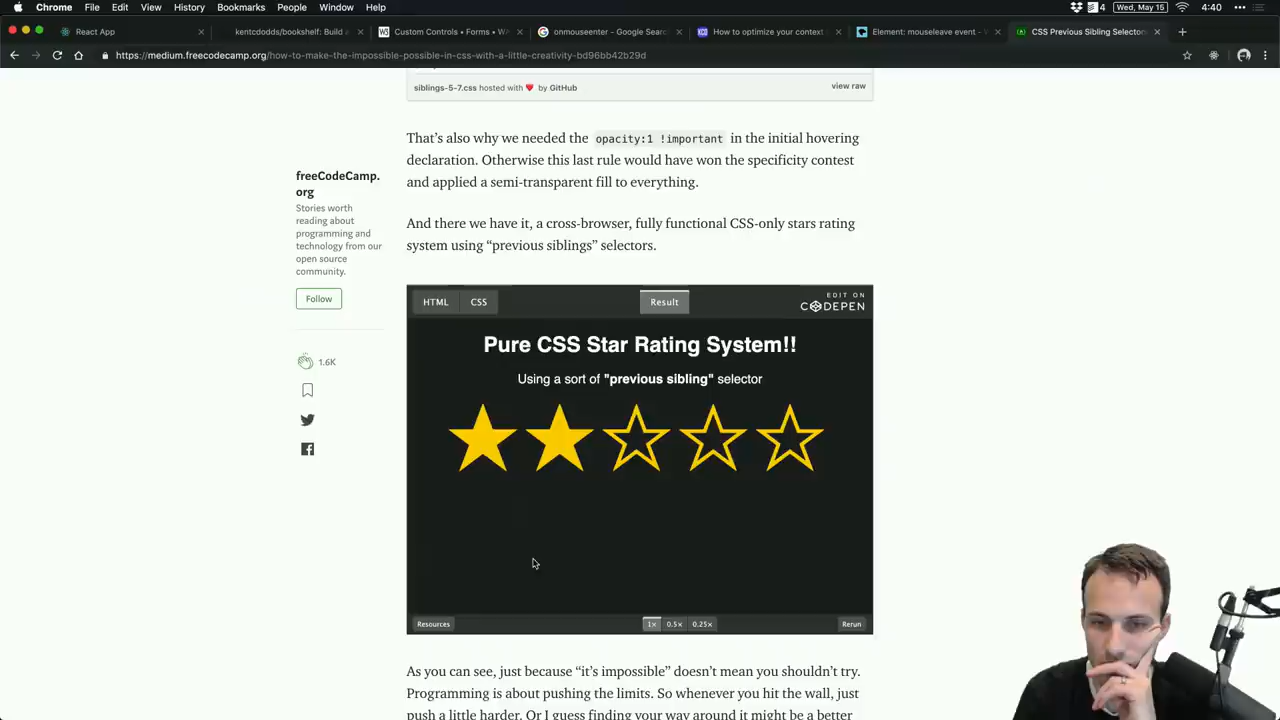 Chrome File Edit View History Bookmarks People Window Help 4 Wed, May 15 4:40
React App kentcdodds/bookshelf: Build a Custom Controls • Forms • WA onmouseenter - Google Searc How to optimize your context Element: mouseleave event - W CSS Previous Sibling Selectors
https://medium.freecodecamp.org/how-to-make-the-impossible-possible-in-css-with-a-little-creativity-bd96bb42b29d
siblings-5-7.css hosted with ❤ by GitHub view raw
That’s also why we needed the opacity:1 !important in the initial hovering
declaration. Otherwise this last rule would have won the specificity contest
and applied a semi-transparent fill to everything.
freeCodeCamp.
org
Stories worth
reading about
programming and
technology from our
open source
community.
Follow
1.6K
And there we have it, a cross-browser, fully functional CSS-only stars rating
system using “previous siblings” selectors.
HTML CSS Result EDIT ON
CODEPEN
Pure CSS Star Rating System!!
Using a sort of "previous sibling" selector
Resources 1× 0.5× 0.25× Rerun
As you can see, just because “it’s impossible” doesn’t mean you shouldn’t try.
Programming is about pushing the limits. So whenever you hit the wall, just
push a little harder. Or I guess finding your way around it might be a better